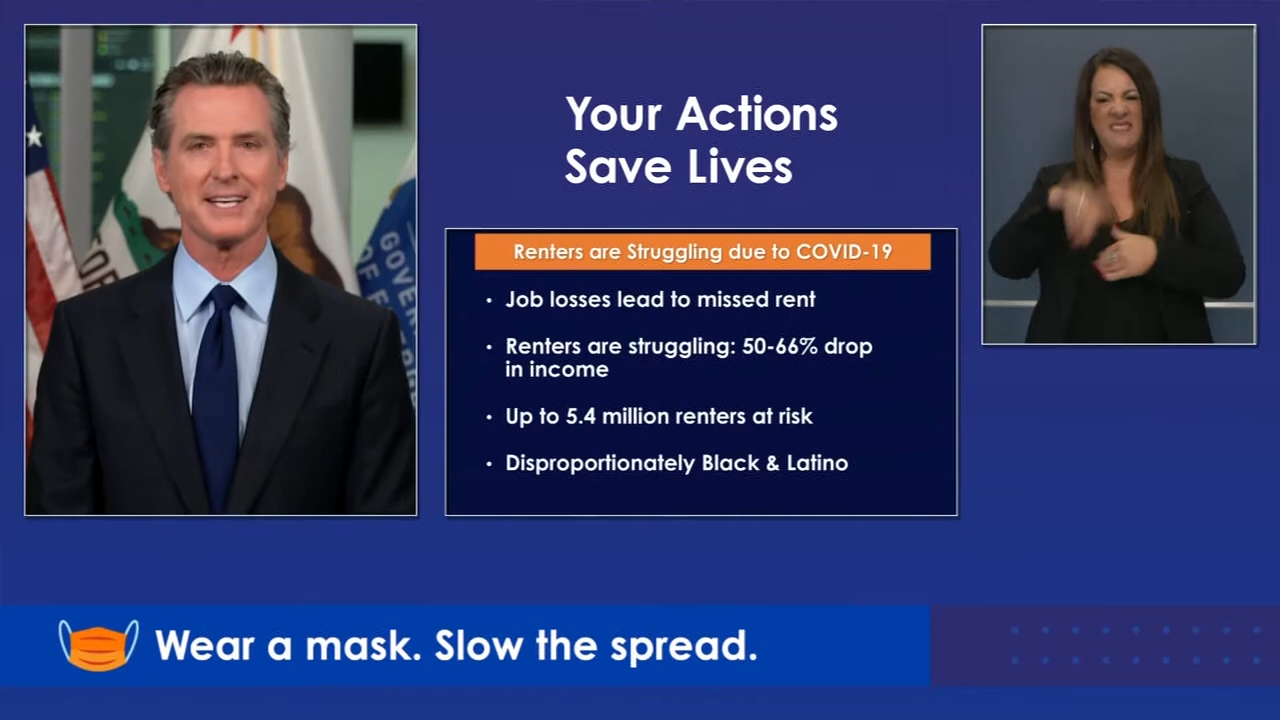 Your Actions
Save Lives
Renters are Struggling due to COVID-19
• Job losses lead to missed rent
• Renters are struggling: 50-66% drop
in income
• Up to 5.4 million renters at risk
• Disproportionately Black & Latino
Wear a mask. Slow the spread.